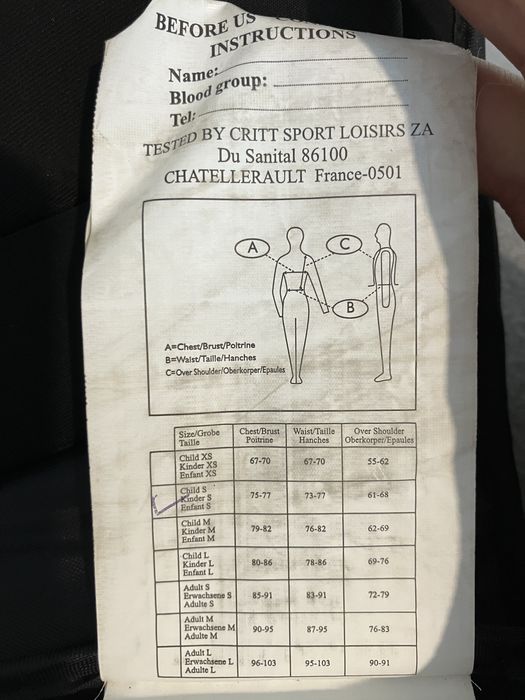 BEFORE US
INSTRUCTIONS
Name:
Blood group:
Tel:
TESTED BY CRITT SPORT LOISIRS ZA
Du Sanital 86100
CHATELLERAULT France-0501
A
C
B
A=Chest/Brust/Poltrine
B=Waist/Taille/Hanches
C=Over Shoulder/Oberkorper/Epaules
Size/Grobe Taille Chest/Brust Poitrine Waist/Taille Hanches Over Shoulder Oberkorper/Epaules
Child XS
Kinder XS 67-70 67-70 55-62
Enfant XS
Child S
Kinder S 75-77 73-77 61-68
Enfant S
Child M
Kinder M 79-82 76-82 62-69
Enfant M
Child L
Kinder L 80-86 78-86 69-76
Enfant L
Adult S
Erwachsene S 85-91 83-91 72-79
Adulte S
Adult M
Erwachsene M 90-95 87-95 76-83
Adulte M
Adult L
Erwachsene L 96-103 95-103 90-91
Adulte L